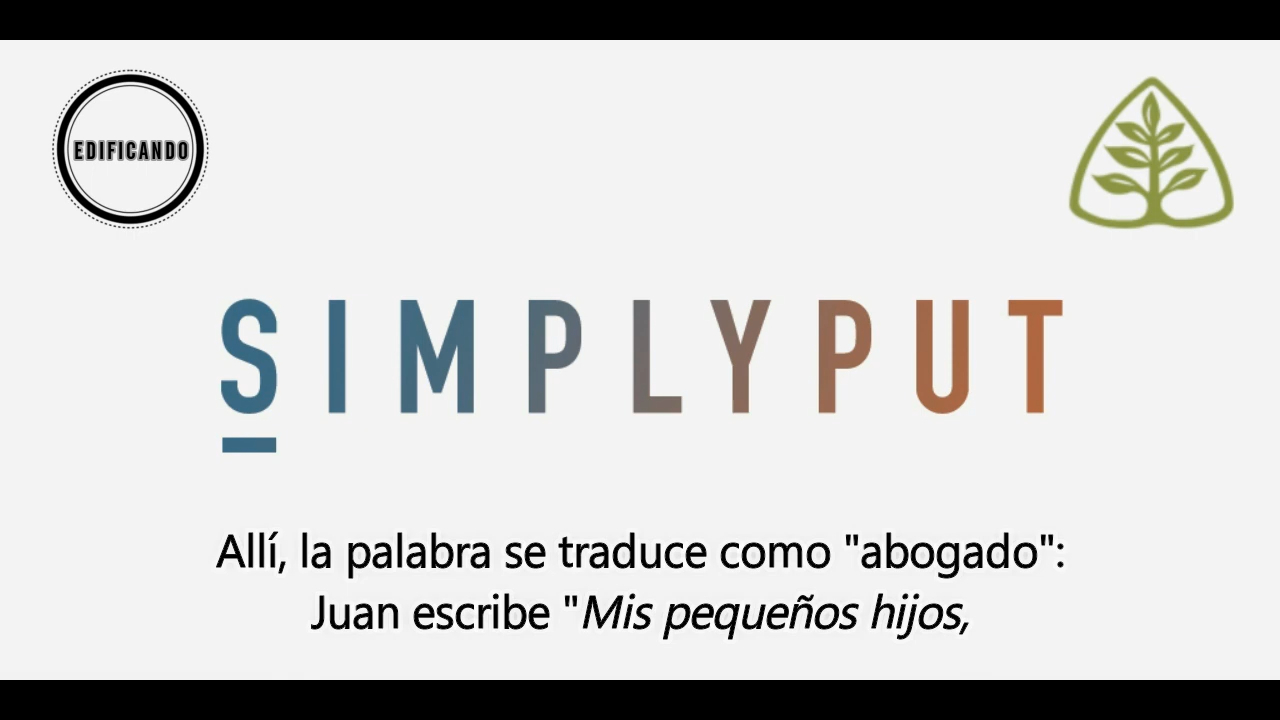 EDIFICANDO
SIMPLYPUT
Allí, la palabra se traduce como "abogado":
Juan escribe "Mis pequeños hijos,